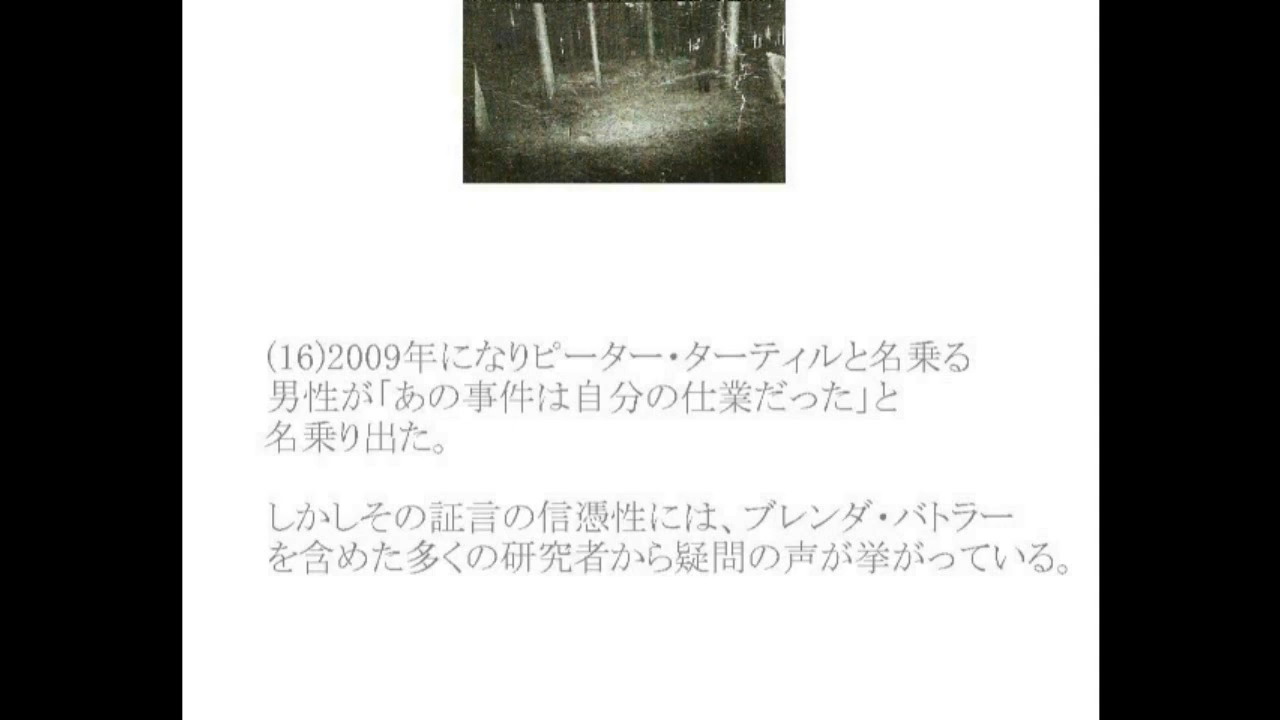 (16)2009年になりピーター・ターティルと名乗る
男性が「あの事件は自分の仕業だった」と
名乗り出た。
しかしその証言の信憑性には、ブレンダ・バトラー
を含めた多くの研究者から疑問の声が挙がっている。